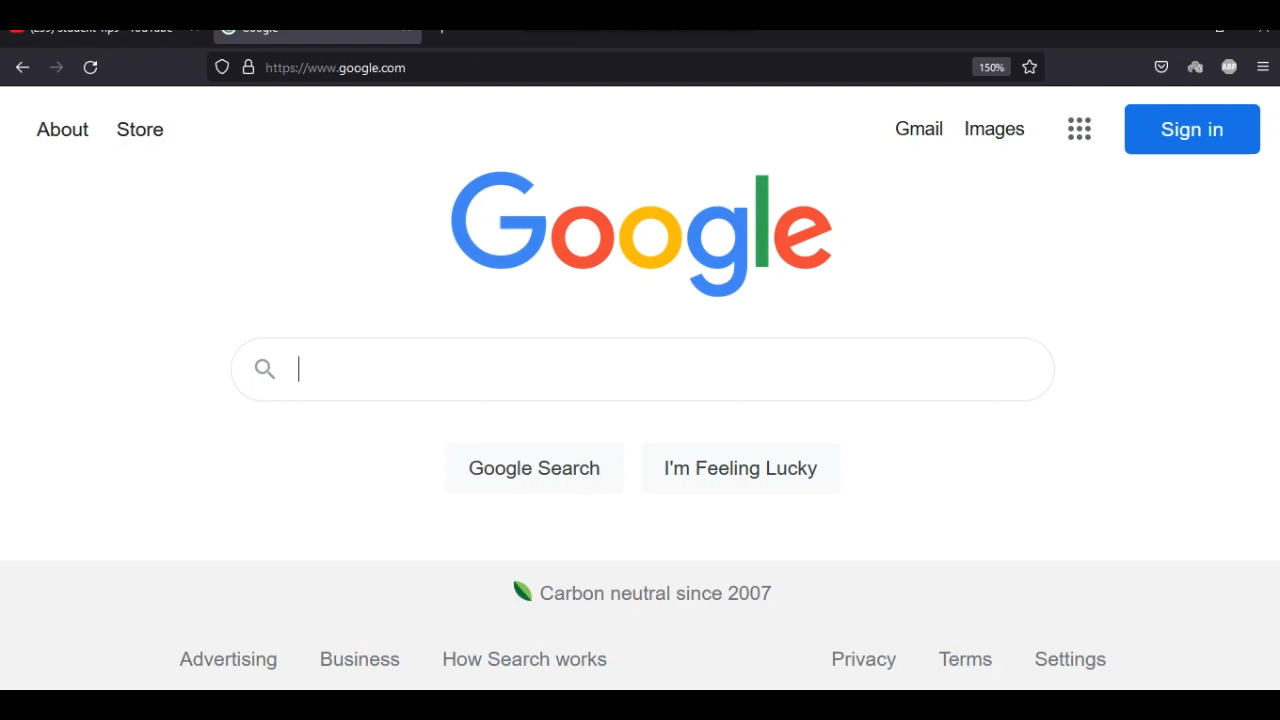 https://www.google.com
150%
ABP
About Store
Gmail Images
Sign in
Google
Google Search
I'm Feeling Lucky
Carbon neutral since 2007
Advertising Business How Search works
Privacy Terms Settings